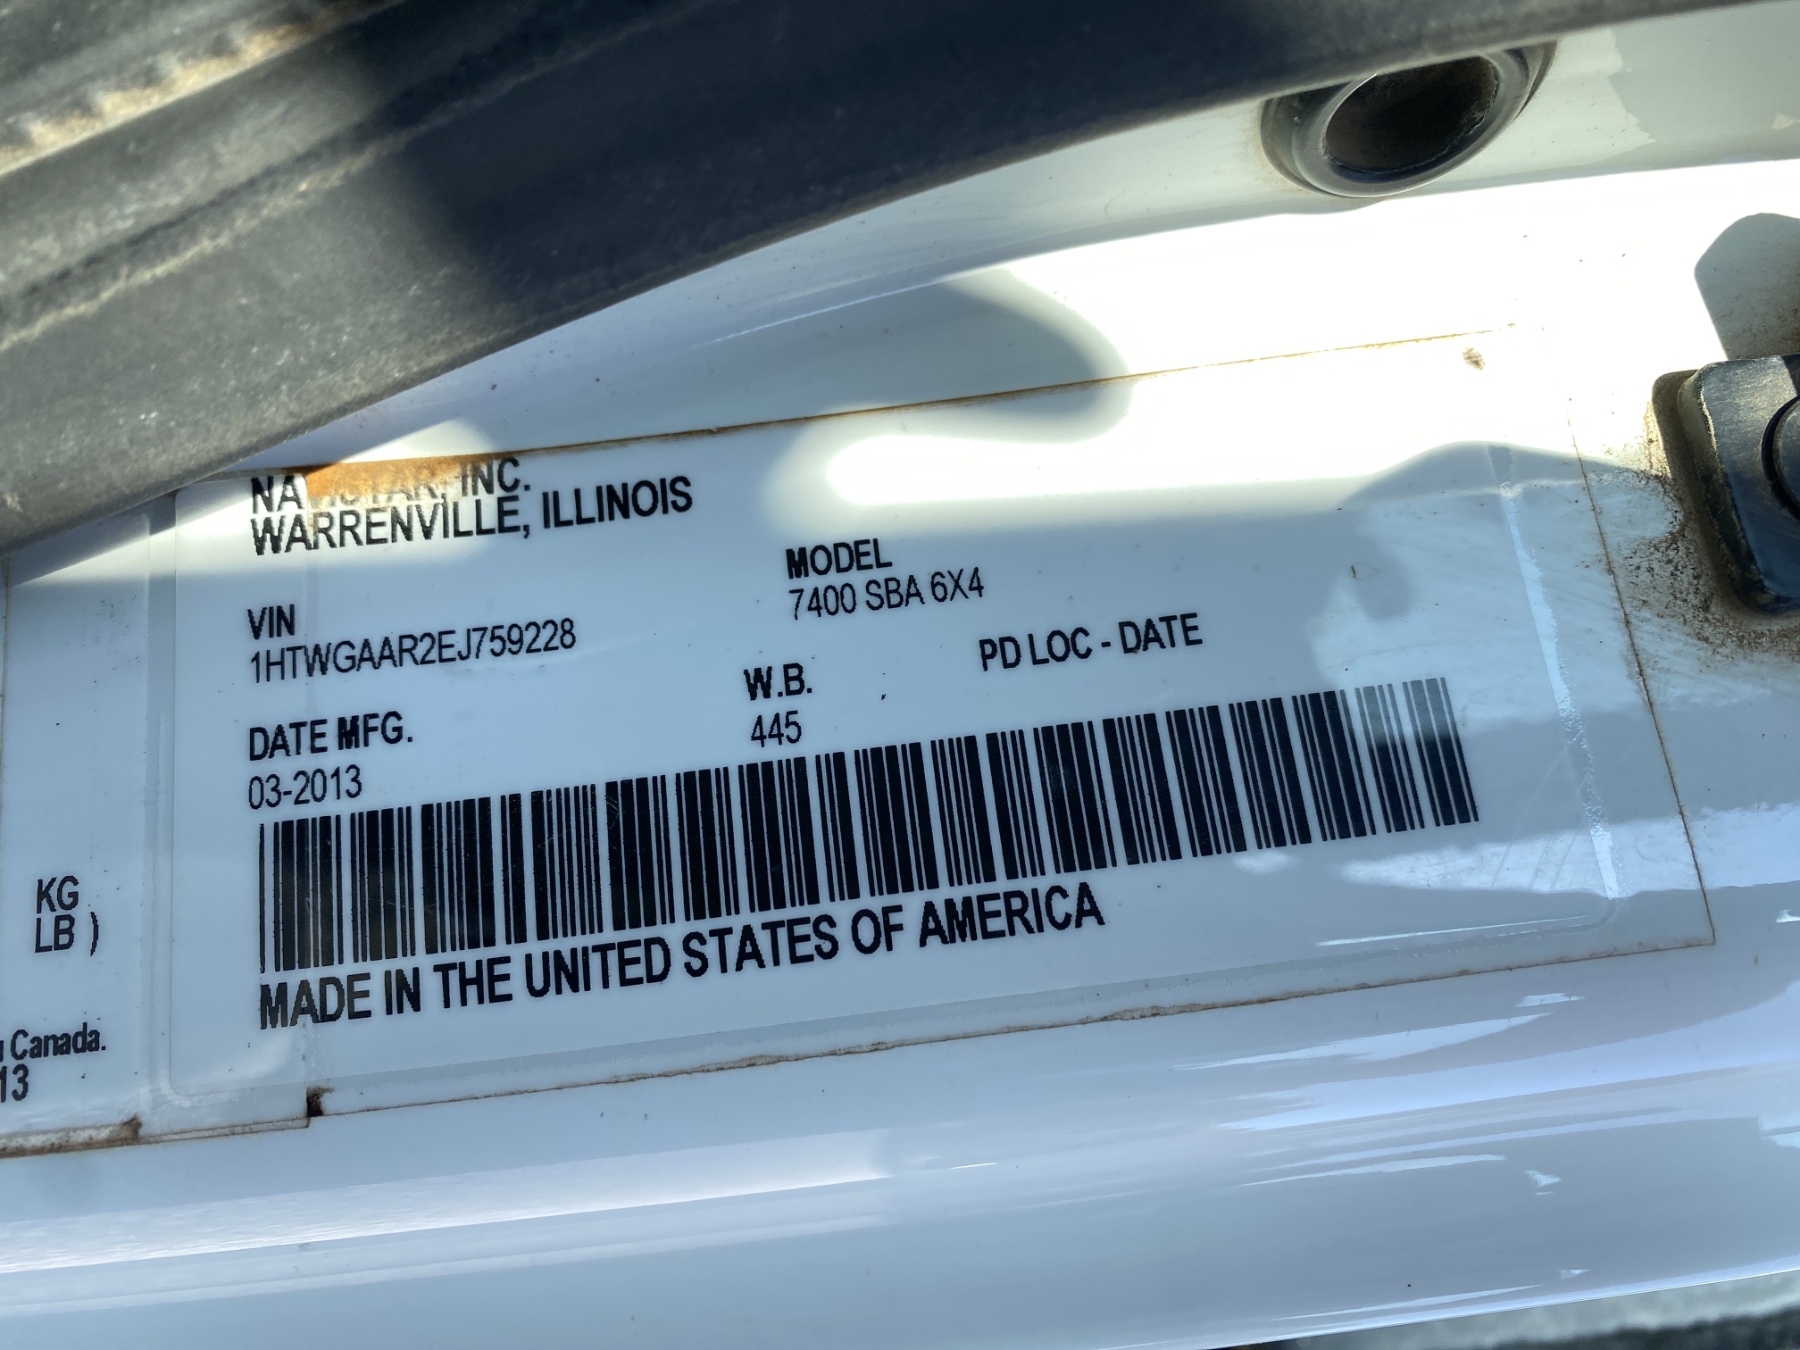 INC.
WARRENVILLE, ILLINOIS
MODEL
7400 SBA 6X4
VIN
1HTWGAAR2EJ759228
PD LOC - DATE
W.B.
445
DATE MFG.
03-2013
MADE IN THE UNITED STATES OF AMERICA
KG
LB )
Canada.
13